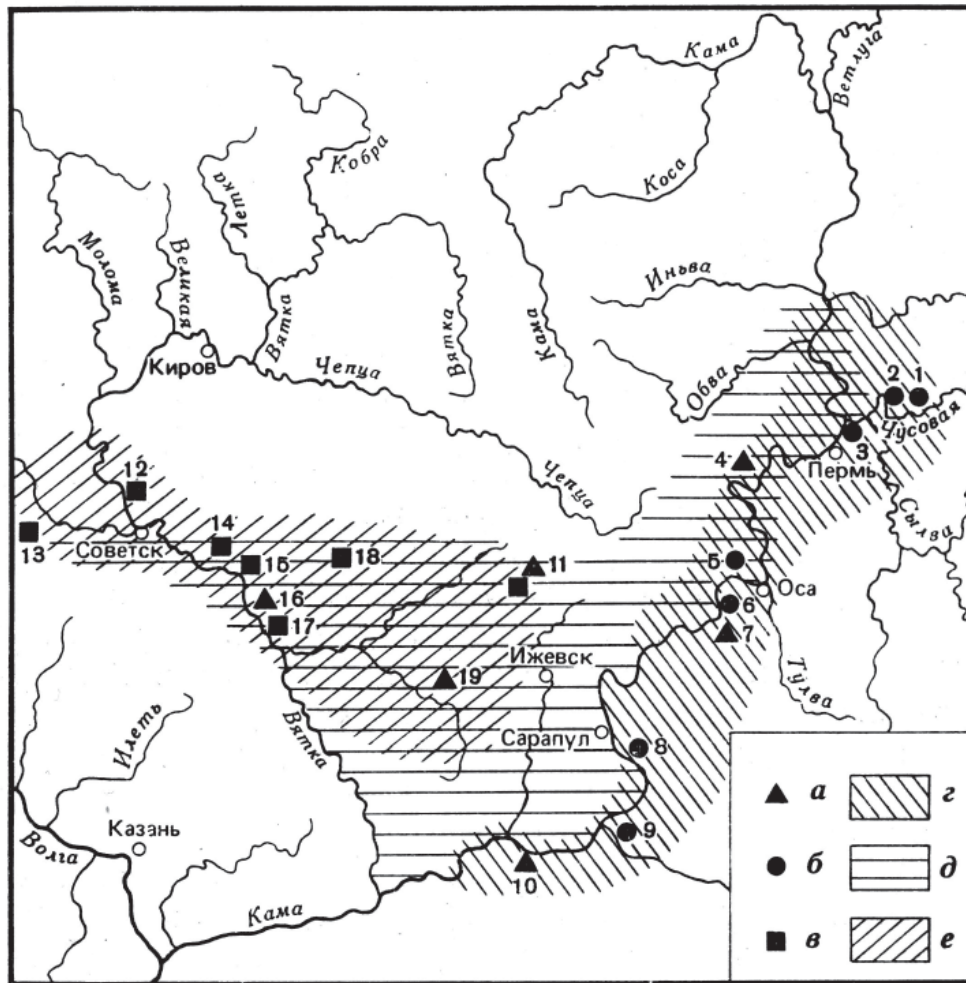 Кама
Ветлуга
Кобра
Летка
Коса
Молома
Великая
Вятка
Иньва
Киров
Вятка
Кама
Чепца
Обва
2 1
Чусовая
3
4
Пермь
12
Чепца
Сылва
13
Советск
14
15
18
11
5
Оса
16
6
17
7
Ижевск
19
Тулва
Илеть
Вятка
Сарапул
8
Казань
Волга
9
10
Кама
а г
б д
в е